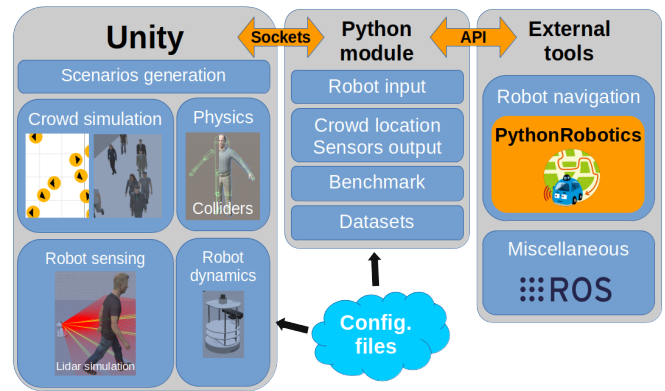 Unity
Scenarios generation
Crowd simulation
Physics
Colliders
Robot sensing
Lidar simulation
Robot
dynamics
Sockets
Python
module
Robot input
Crowd location
Sensors output
Benchmark
Datasets
Config.
files
API
External
tools
Robot navigation
PythonRobotics
Miscellaneous
ROS